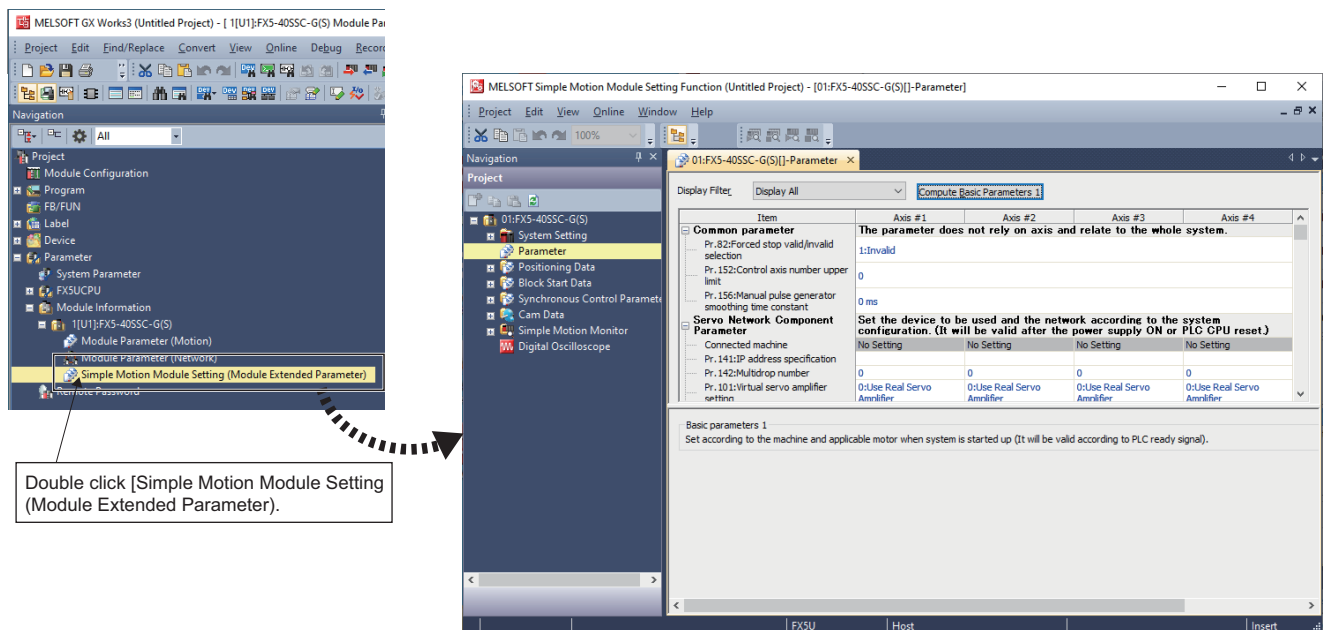 MELSOFT GX Works3 (Untitled Project) - [ 1[U1]:FX5-40SSC-G(S) Module Par
Project Edit Find/Replace Convert View Online Debug Recor
Navigation
All
Project
Module Configuration
Program
FB/FUN
Label
Device
Parameter
System Parameter
FX5UCPU
Module Information
1[U1]:FX5-40SSC-G(S)
Module Parameter (Motion)
Module Parameter (Network)
Simple Motion Module Setting (Module Extended Parameter)
Remote Password
Double click [Simple Motion Module Setting
(Module Extended Parameter).
MELSOFT Simple Motion Module Setting Function (Untitled Project) - [01:FX5-40SSC-G(S)[]-Parameter]
Project Edit View Online Window Help
100%
Navigation
Project
01:FX5-40SSC-G(S)
System Setting
Parameter
Positioning Data
Block Start Data
Synchronous Control Paramete
Cam Data
Simple Motion Monitor
Digital Oscilloscope
01:FX5-40SSC-G(S)[]-Parameter
Display Filter Display All Compute Basic Parameters 1
Item Axis #1 Axis #2 Axis #3 Axis #4
Common parameter The parameter does not rely on axis and relate to the whole system.
Pr.82:Forced stop valid/invalid
selection 1:Invalid
Pr.152:Control axis number upper
limit 0
Pr.156:Manual pulse generator
smoothing time constant 0 ms
Servo Network Component Set the device to be used and the network according to the system
Parameter configuration. (It will be valid after the power supply ON or PLC CPU reset.)
Connected machine No Setting No Setting No Setting No Setting
Pr.141:IP address specification
Pr.142:Multidrop number 0 0 0 0
Pr.101:Virtual servo amplifier 0:Use Real Servo 0:Use Real Servo 0:Use Real Servo 0:Use Real Servo
setting Amplifier Amplifier Amplifier Amplifier
Basic parameters 1
Set according to the machine and applicable motor when system is started up (It will be valid according to PLC ready signal).
FX5U Host Insert